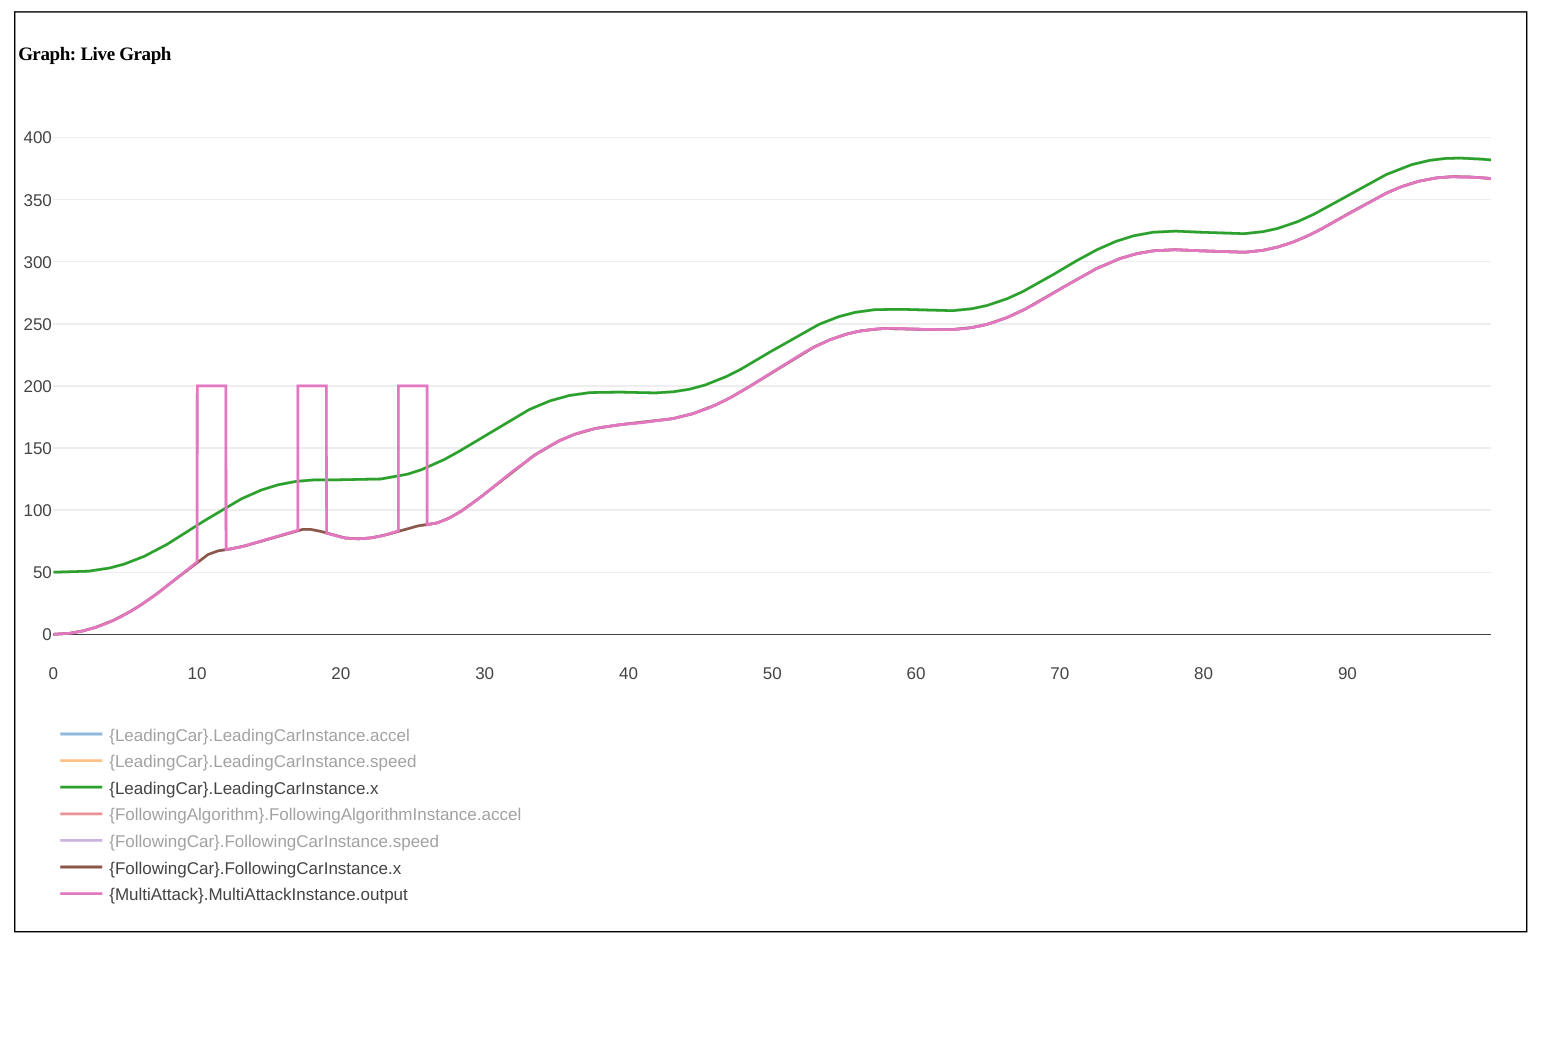 Graph: Live Graph
400
350
300
250
200
150
100
50
0
0 10 20 30 40 50 60 70 80 90
{LeadingCar}.LeadingCarInstance.accel
{LeadingCar}.LeadingCarInstance.speed
{LeadingCar}.LeadingCarInstance.x
{FollowingAlgorithm}.FollowingAlgorithmInstance.accel
{FollowingCar}.FollowingCarInstance.speed
{FollowingCar}.FollowingCarInstance.x
{MultiAttack}.MultiAttackInstance.output